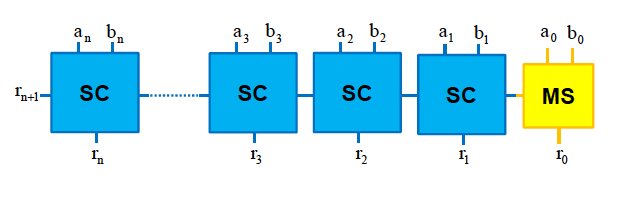 aₙ bₙ a₃ b₃ a₂ b₂ a₁ b₁ a₀ b₀
rₙ₊₁ SC SC SC SC MS
rₙ r₃ r₂ r₁ r₀